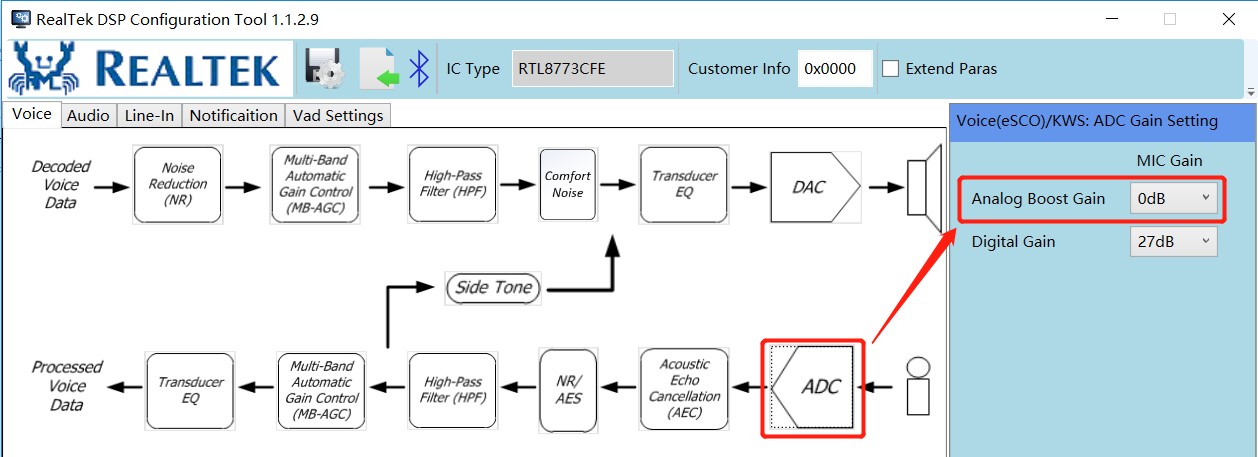 RealTek DSP Configuration Tool 1.1.2.9
REALTEK
IC Type RTL8773CFE Customer Info 0x0000 Extend Paras
Voice Audio Line-In Notificaition Vad Settings
Voice(eSCO)/KWS: ADC Gain Setting
MIC Gain
Analog Boost Gain 0dB
Digital Gain 27dB
Decoded
Voice
Data
Noise
Reduction
(NR)
Multi-Band
Automatic
Gain Control
(MB-AGC)
High-Pass
Filter (HPF)
Comfort
Noise
Transducer
EQ
DAC
Side Tone
Processed
Voice
Data
Transducer
EQ
Multi-Band
Automatic
Gain Control
(MB-AGC)
High-Pass
Filter (HPF)
NR/
AES
Acoustic
Echo
Cancellation
(AEC)
ADC